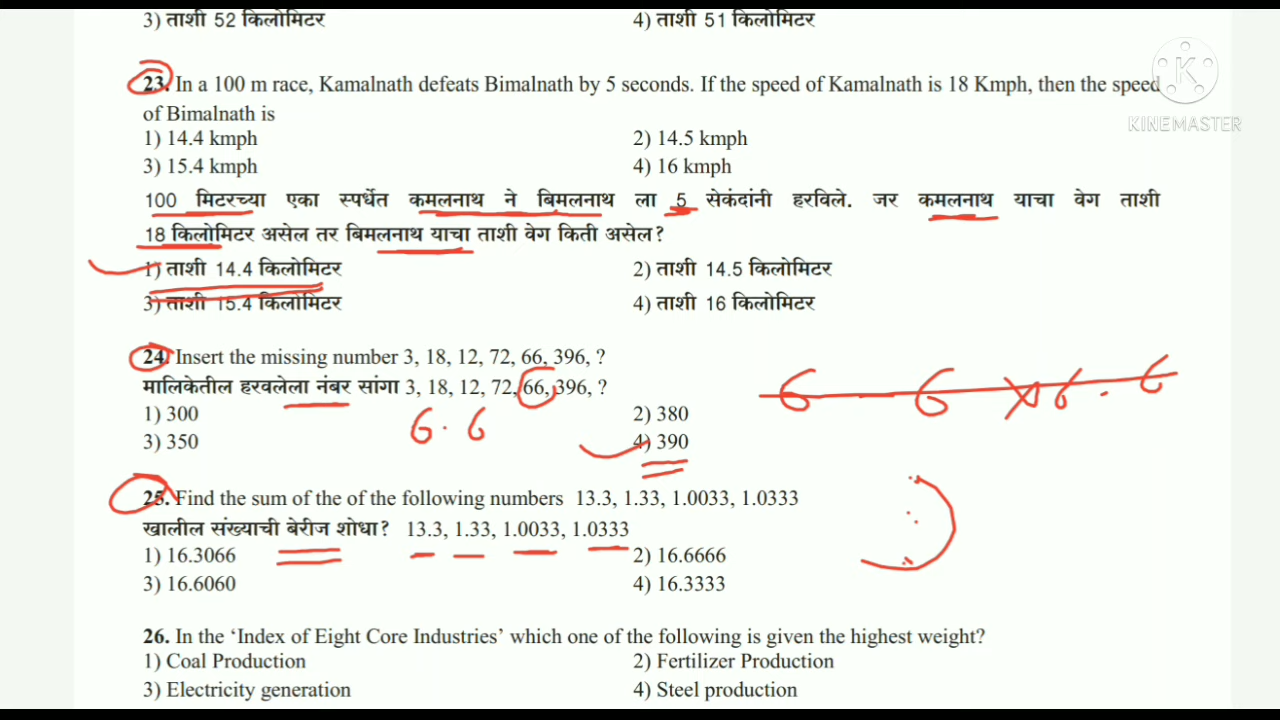 3) ताशी 52 किलोमिटर 4) ताशी 51 किलोमिटर
23. In a 100 m race, Kamalnath defeats Bimalnath by 5 seconds. If the speed of Kamalnath is 18 Kmph, then the speed
of Bimalnath is
1) 14.4 kmph 2) 14.5 kmph
3) 15.4 kmph 4) 16 kmph
100 मिटरच्या एका स्पर्धेत कमलनाथ ने बिमलनाथ ला 5 सेकंदांनी हरविले. जर कमलनाथ याचा वेग ताशी
18 किलोमिटर असेल तर बिमलनाथ याचा ताशी वेग किती असेल?
1) ताशी 14.4 किलोमिटर 2) ताशी 14.5 किलोमिटर
3) ताशी 15.4 किलोमिटर 4) ताशी 16 किलोमिटर
24. Insert the missing number 3, 18, 12, 72, 66, 396, ?
मालिकेतील हरवलेला नंबर सांगा 3, 18, 12, 72, 66, 396, ?
6 6 ×6 . 6
1) 300 2) 380
6 . 6
3) 350 4) 390
25. Find the sum of the of the following numbers 13.3, 1.33, 1.0033, 1.0333
खालील संख्याची बेरीज शोधा? 13.3, 1.33, 1.0033, 1.0333
1) 16.3066 2) 16.6666
3) 16.6060 4) 16.3333
26. In the ‘Index of Eight Core Industries’ which one of the following is given the highest weight?
1) Coal Production 2) Fertilizer Production
3) Electricity generation 4) Steel production
K
KINEMASTER